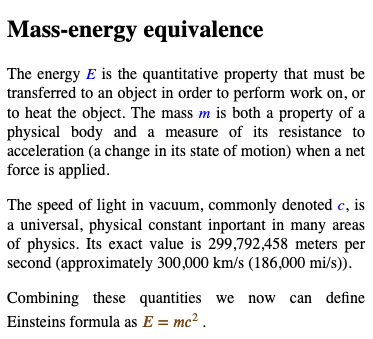 Mass-energy equivalence
The energy E is the quantitative property that must be
transferred to an object in order to perform work on, or
to heat the object. The mass m is both a property of a
physical body and a measure of its resistance to
acceleration (a change in its state of motion) when a net
force is applied.
The speed of light in vacuum, commonly denoted c, is
a universal, physical constant inportant in many areas
of physics. Its exact value is 299,792,458 meters per
second (approximately 300,000 km/s (186,000 mi/s)).
Combining these quantities we now can define
Einsteins formula as E = mc² .